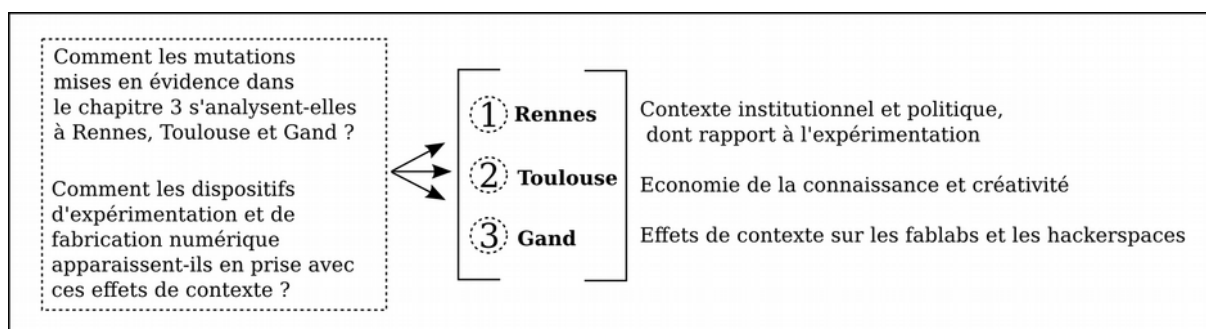 Comment les mutations
mises en évidence dans
le chapitre 3 s'analysent-elles
à Rennes, Toulouse et Gand ?
Comment les dispositifs
d'expérimentation et de
fabrication numérique
apparaissent-ils en prise avec
ces effets de contexte ?
1 Rennes
2 Toulouse
3 Gand
Contexte institutionnel et politique,
dont rapport à l'expérimentation
Economie de la connaissance et créativité
Effets de contexte sur les fablabs et les hackerspaces